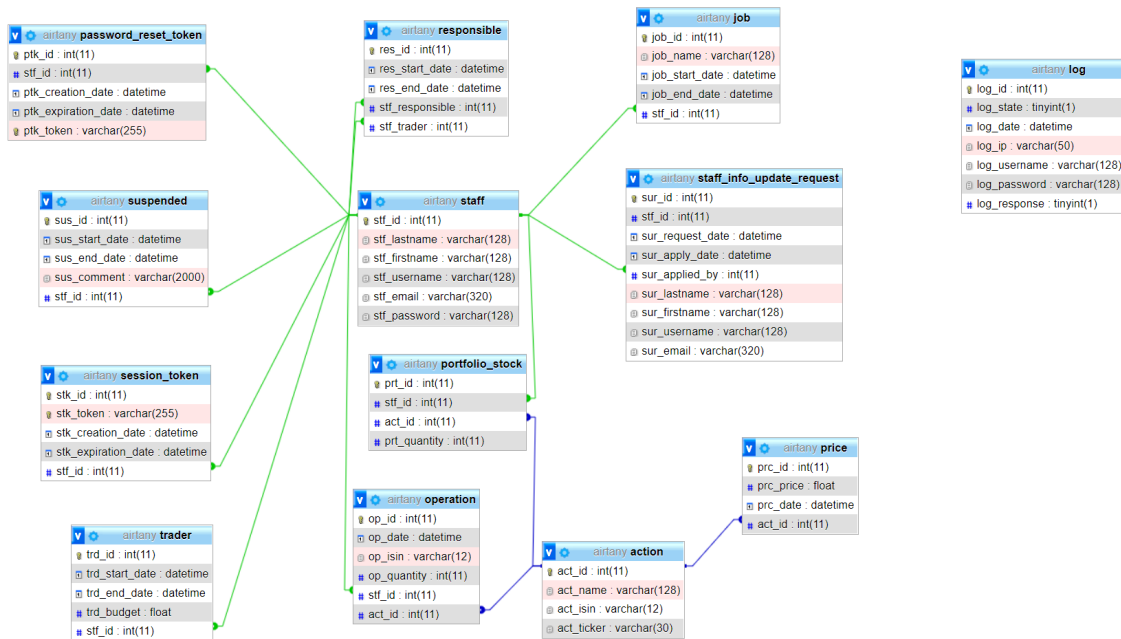 airtany password_reset_token
ptk_id : int(11)
stf_id : int(11)
ptk_creation_date : datetime
ptk_expiration_date : datetime
ptk_token : varchar(255)
airtany responsible
res_id : int(11)
res_start_date : datetime
res_end_date : datetime
stf_responsible : int(11)
stf_trader : int(11)
airtany job
job_id : int(11)
job_name : varchar(128)
job_start_date : datetime
job_end_date : datetime
stf_id : int(11)
airtany log
log_id : int(11)
log_state : tinyint(1)
log_date : datetime
log_ip : varchar(50)
log_username : varchar(128)
log_password : varchar(128)
log_response : tinyint(1)
airtany suspended
sus_id : int(11)
sus_start_date : datetime
sus_end_date : datetime
sus_comment : varchar(2000)
stf_id : int(11)
airtany staff
stf_id : int(11)
stf_lastname : varchar(128)
stf_firstname : varchar(128)
stf_username : varchar(128)
stf_email : varchar(320)
stf_password : varchar(128)
airtany staff_info_update_request
sur_id : int(11)
stf_id : int(11)
sur_request_date : datetime
sur_apply_date : datetime
sur_applied_by : int(11)
sur_lastname : varchar(128)
sur_firstname : varchar(128)
sur_username : varchar(128)
sur_email : varchar(320)
airtany session_token
stk_id : int(11)
stk_token : varchar(255)
stk_creation_date : datetime
stk_expiration_date : datetime
stf_id : int(11)
airtany portfolio_stock
prt_id : int(11)
stf_id : int(11)
act_id : int(11)
prt_quantity : int(11)
airtany price
prc_id : int(11)
prc_price : float
prc_date : datetime
act_id : int(11)
airtany trader
trd_id : int(11)
trd_start_date : datetime
trd_end_date : datetime
trd_budget : float
stf_id : int(11)
airtany operation
op_id : int(11)
op_date : datetime
op_isin : varchar(12)
op_quantity : int(11)
stf_id : int(11)
act_id : int(11)
airtany action
act_id : int(11)
act_name : varchar(128)
act_isin : varchar(12)
act_ticker : varchar(30)